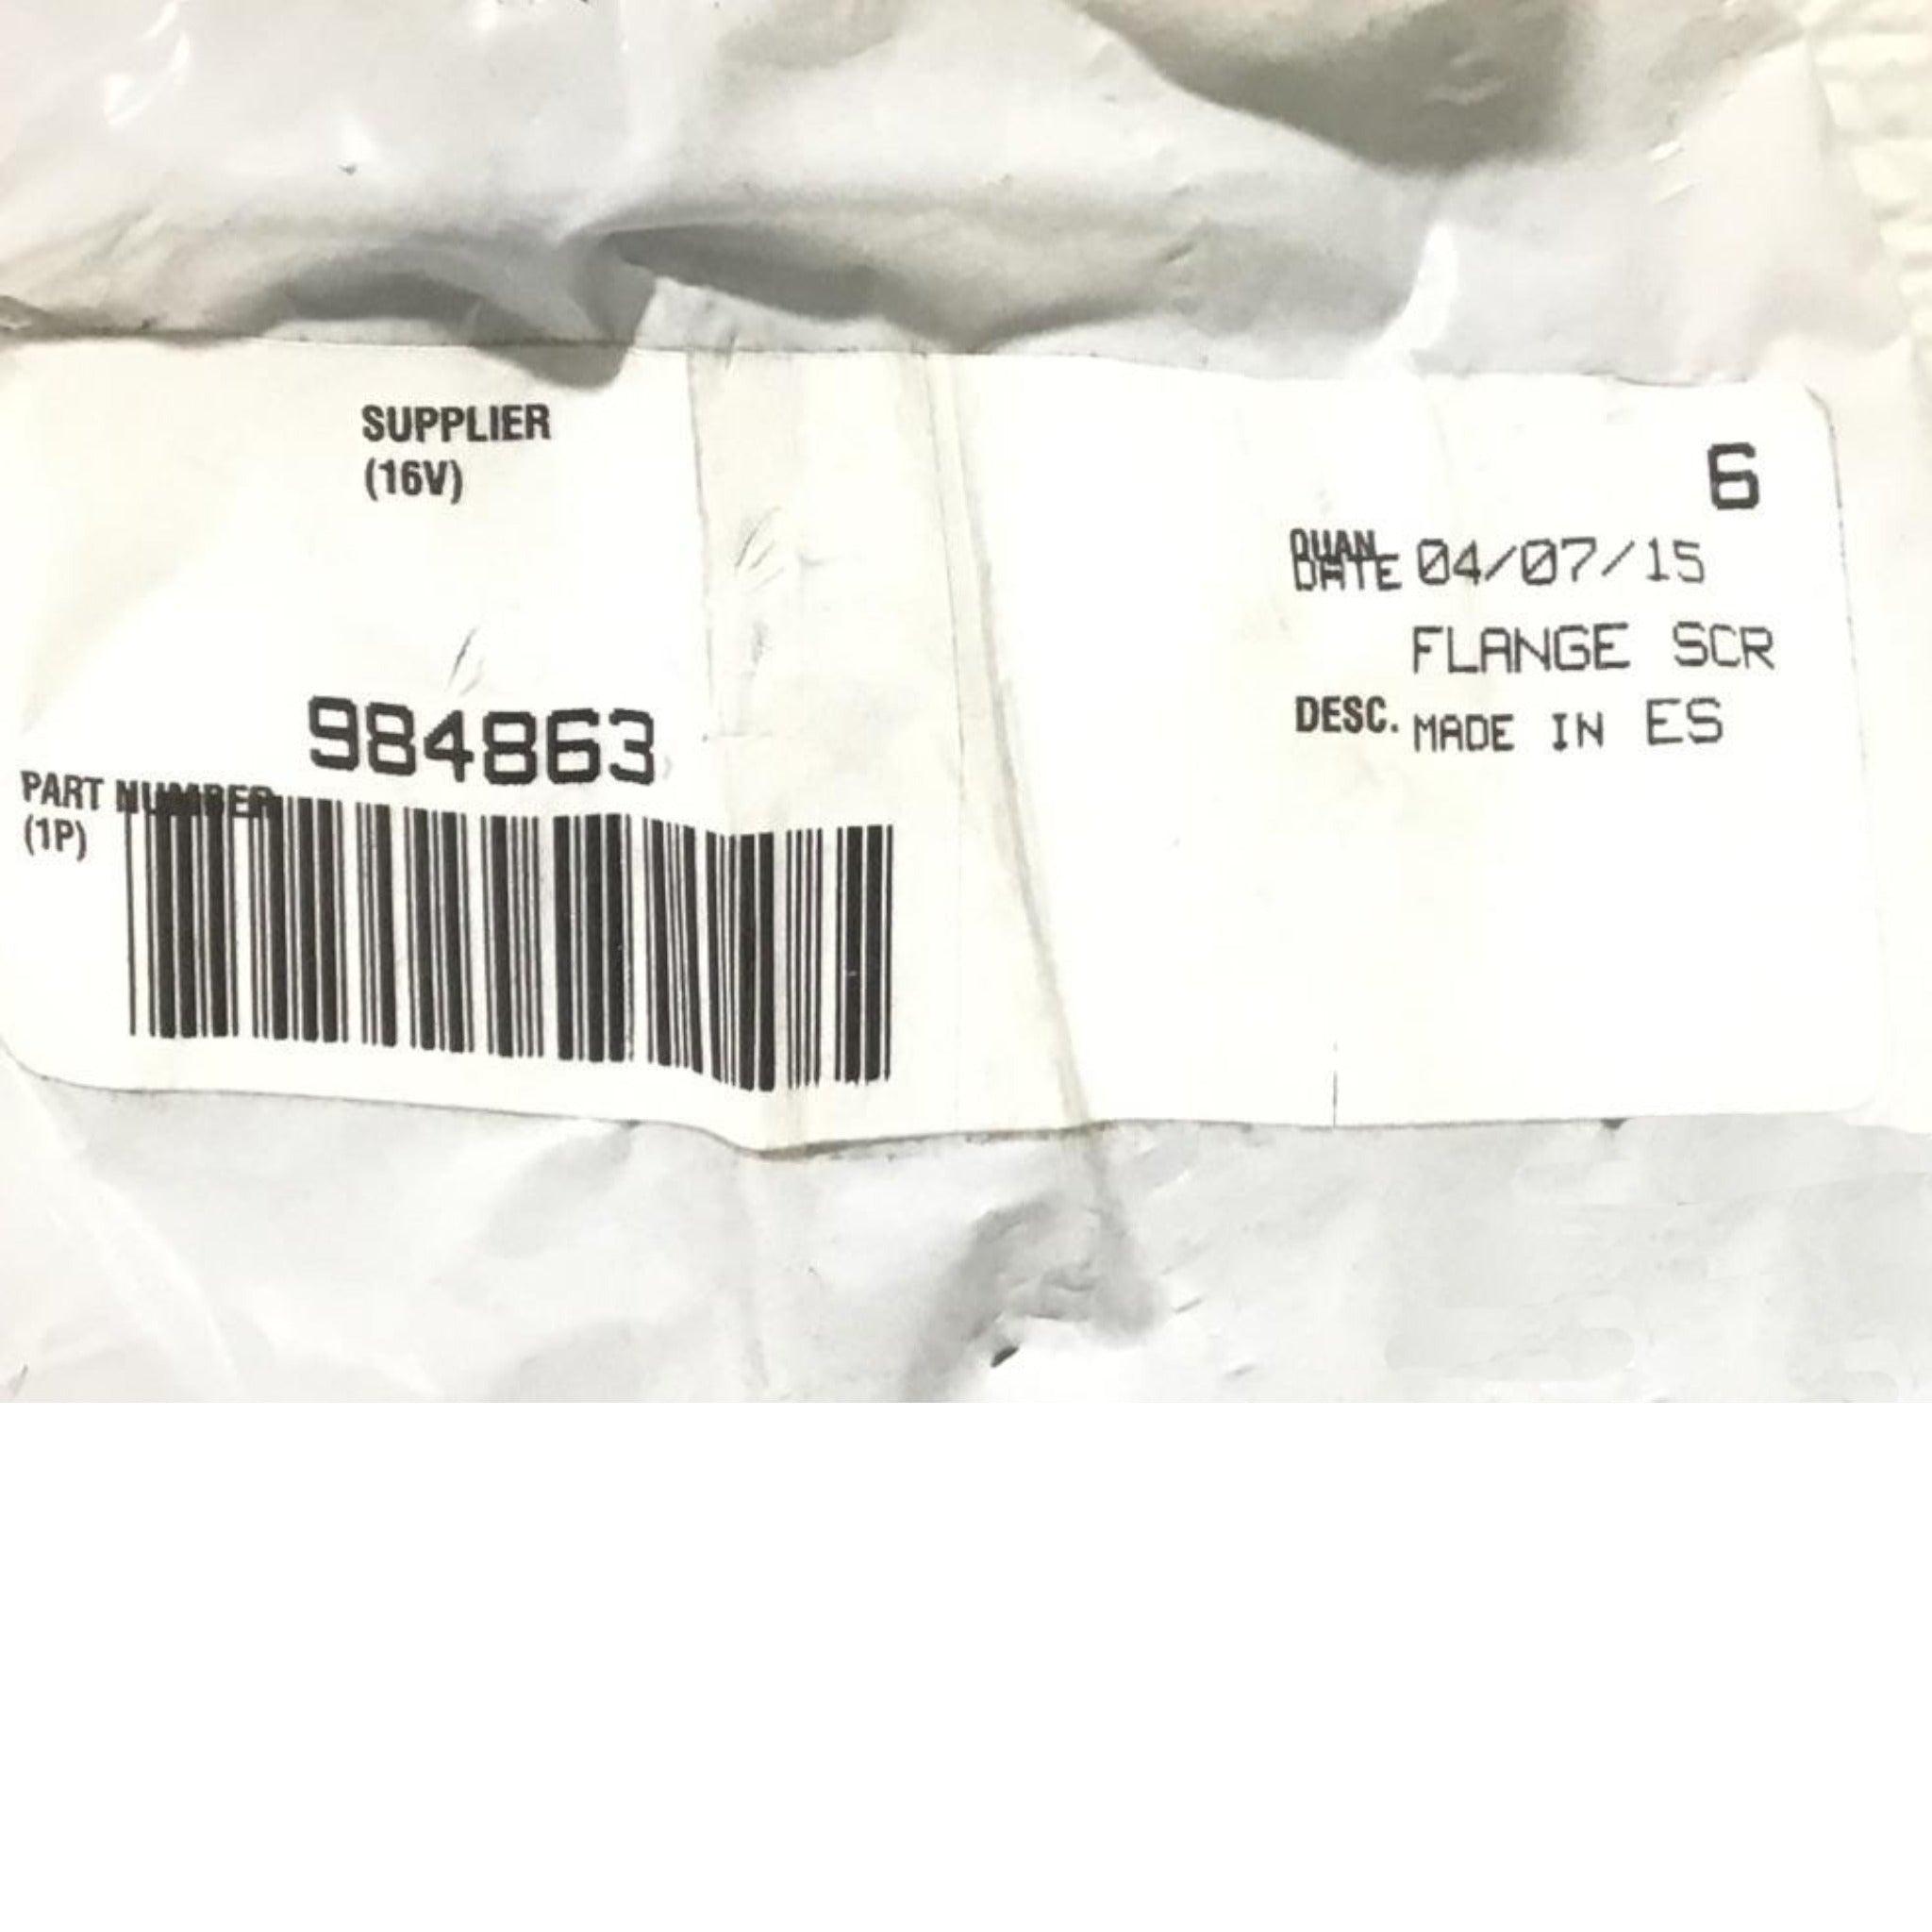 SUPPLIER
(16V)
984863
PART NUMBER
(1P)
6
QUAN
DATE 04/07/15
FLANGE SCR
DESC. MADE IN ES